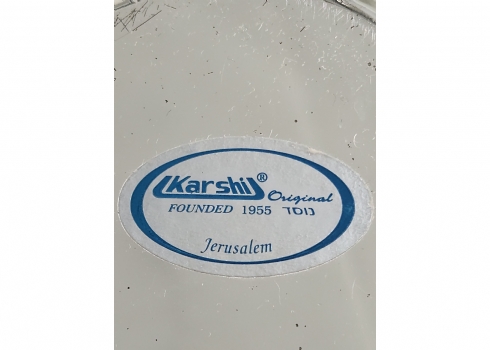 Karshi® Original
FOUNDED 1955 נוסד
Jerusalem